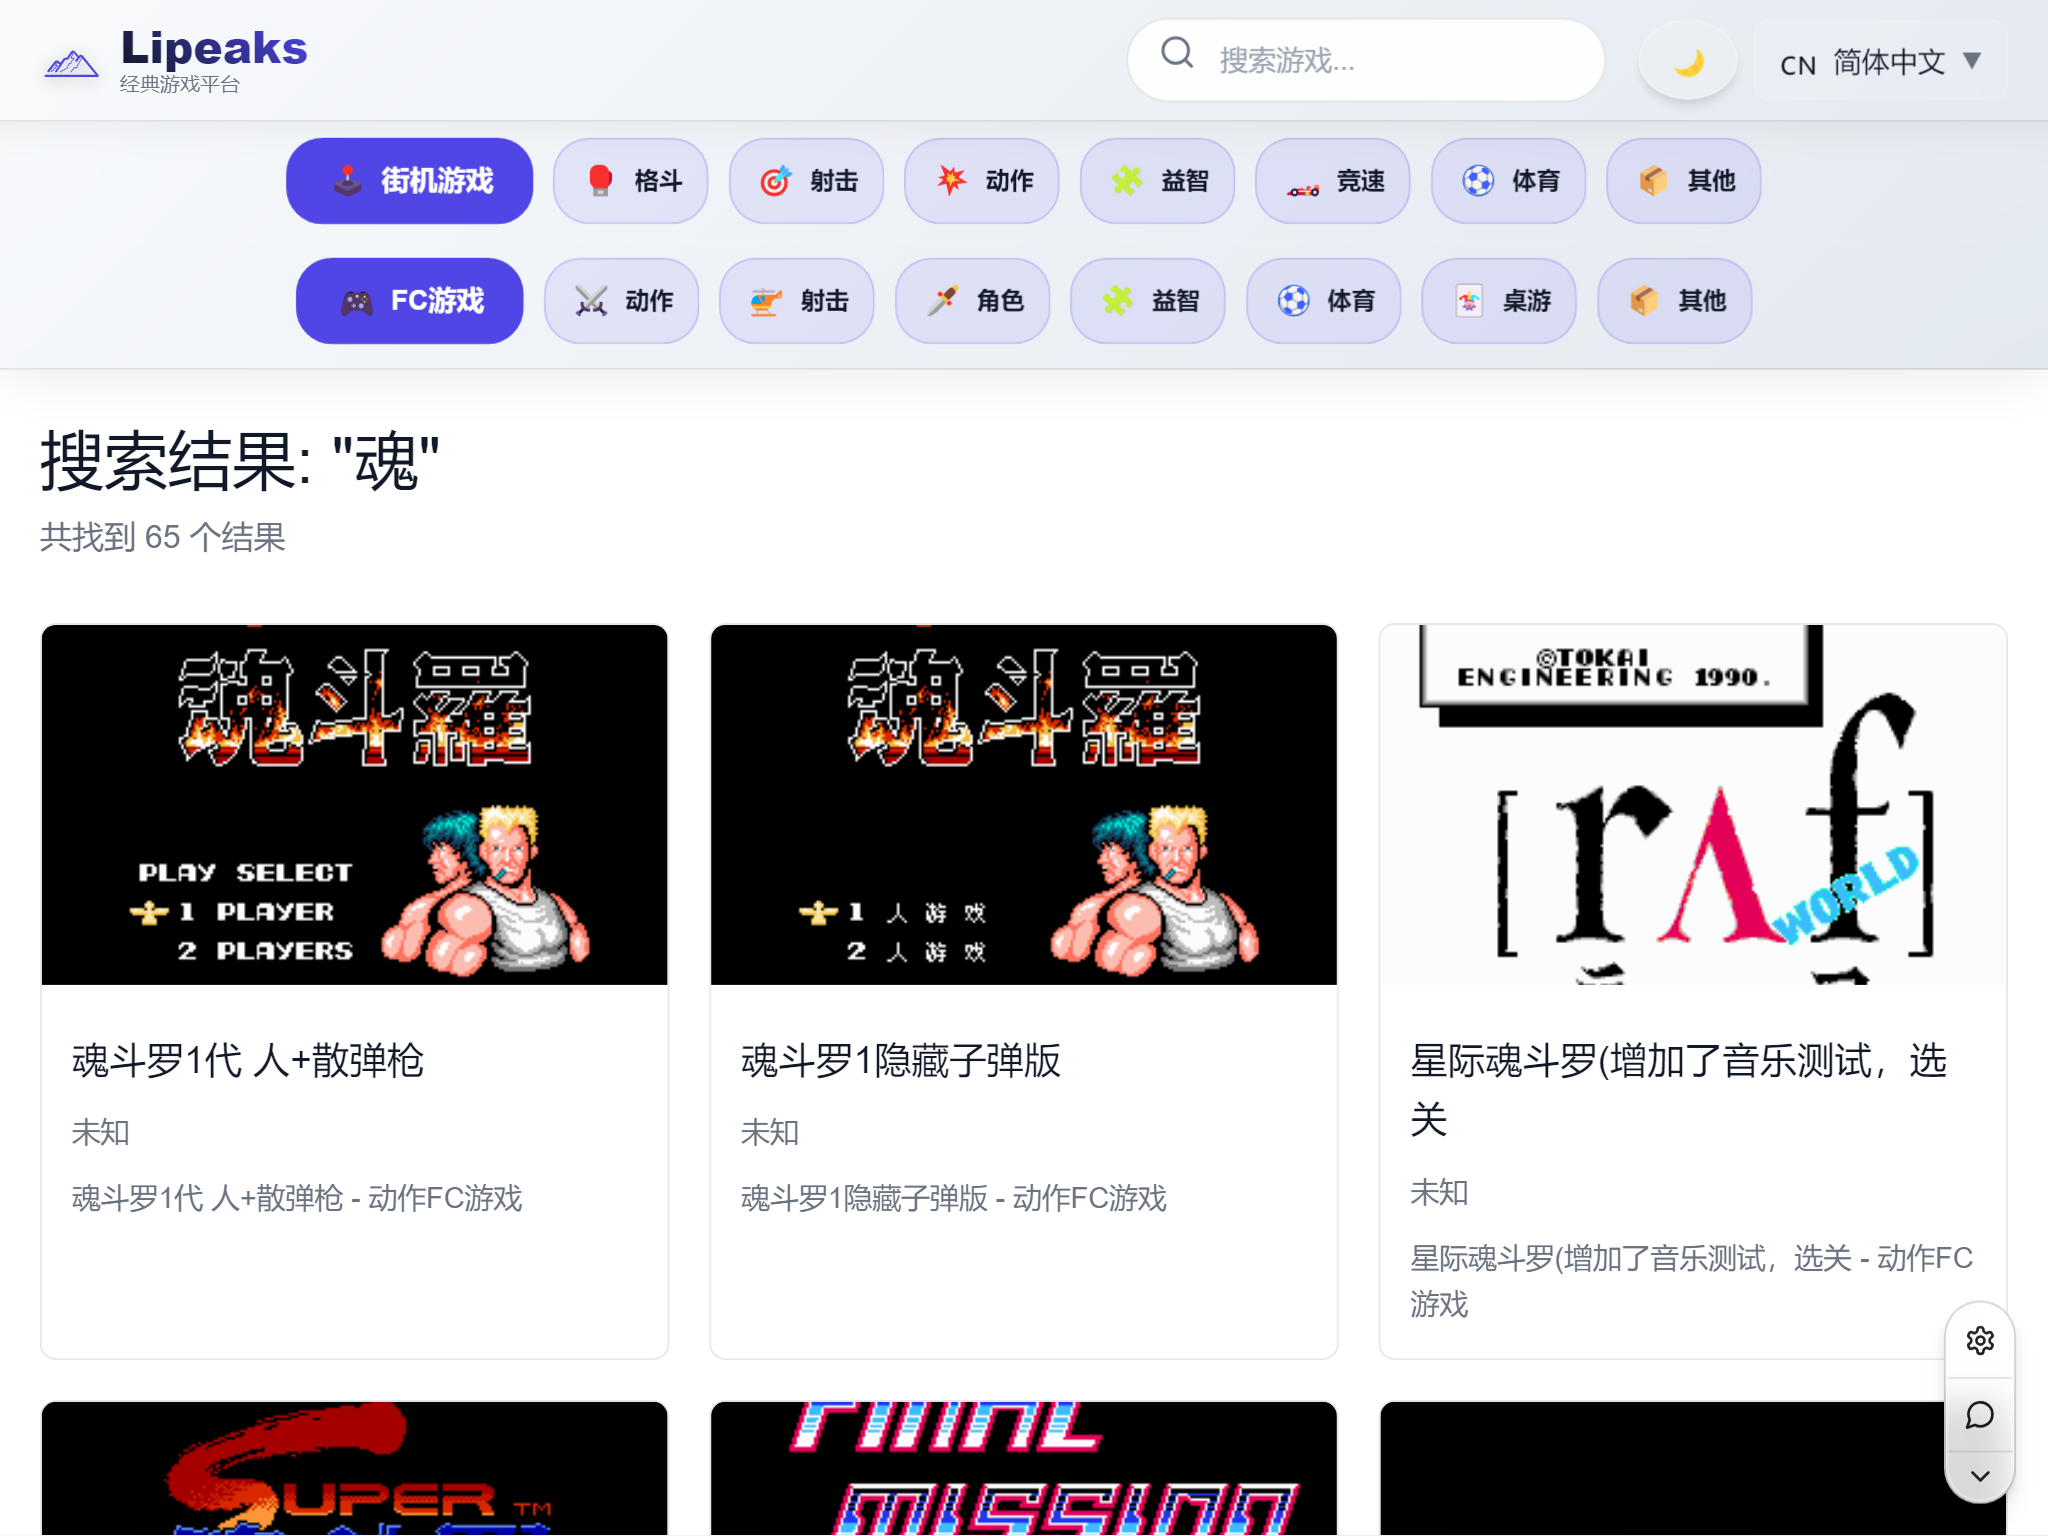 Lipeaks
经典游戏平台
搜索游戏...
CN 简体中文 ▼
街机游戏 格斗 射击 动作 益智 竞速 体育 其他
FC游戏 动作 射击 角色 益智 体育 桌游 其他
搜索结果: "魂"
共找到 65 个结果
魂斗羅
PLAY SELECT
1 PLAYER
2 PLAYERS
魂斗罗1代 人+散弹枪
未知
魂斗罗1代 人+散弹枪 - 动作FC游戏
魂斗羅
1 人 游 戏
2 人 游 戏
魂斗罗1隐藏子弹版
未知
魂斗罗1隐藏子弹版 - 动作FC游戏
©TOKAI
ENGINEERING 1990.
[raf]
WORLD
星际魂斗罗(增加了音乐测试，选
关
未知
星际魂斗罗(增加了音乐测试，选关 - 动作FC
游戏
SUPER TM
FINAL
MISSION